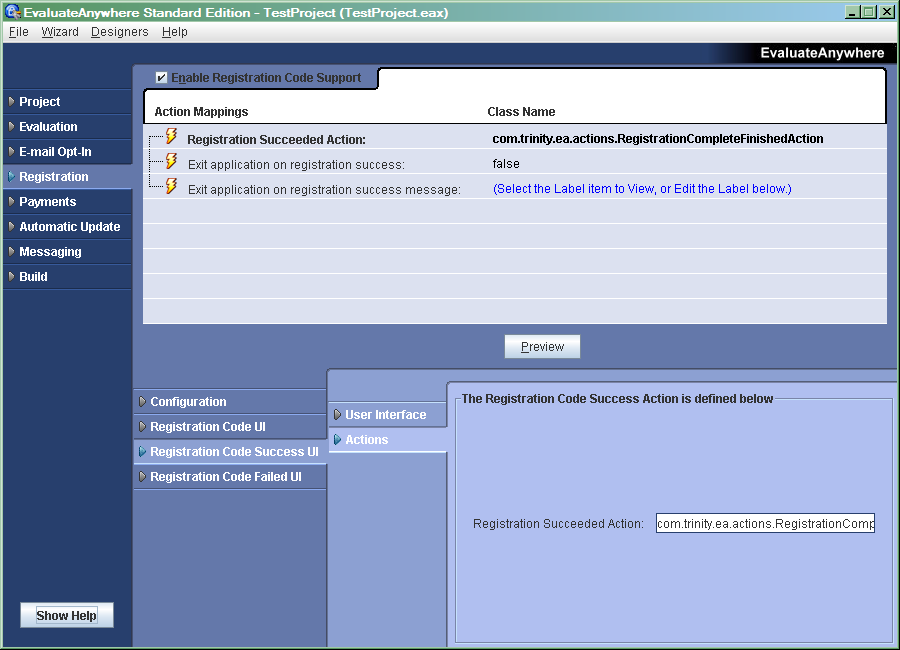 EvaluateAnywhere Standard Edition - TestProject (TestProject.eax)
File Wizard Designers Help
EvaluateAnywhere
Enable Registration Code Support
Action Mappings Class Name
Registration Succeeded Action: com.trinity.ea.actions.RegistrationCompleteFinishedAction
Exit application on registration success: false
Exit application on registration success message: (Select the Label item to View, or Edit the Label below.)
Project
Evaluation
E-mail Opt-In
Registration
Payments
Automatic Update
Messaging
Build
Preview
Configuration
Registration Code UI
Registration Code Success UI
Registration Code Failed UI
User Interface
Actions
The Registration Code Success Action is defined below
Registration Succeeded Action: com.trinity.ea.actions.RegistrationComp
Show Help